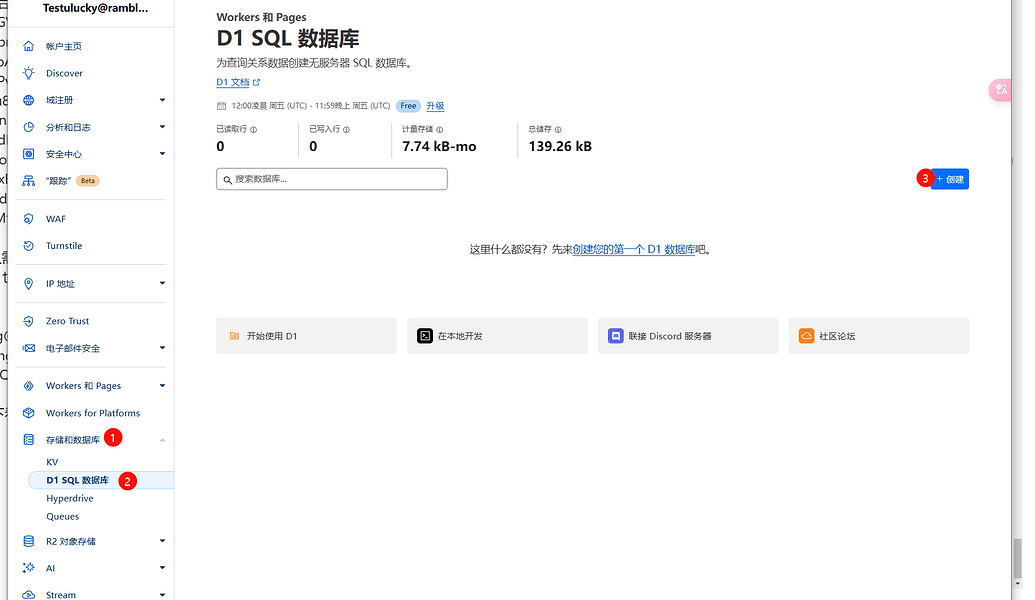 Testulucky@rambl...
帐户主页
Discover
域注册
分析和日志
安全中心
“跟踪” Beta
WAF
Turnstile
IP 地址
Zero Trust
电子邮件安全
Workers 和 Pages
Workers for Platforms
存储和数据库 1
KV
D1 SQL 数据库 2
Hyperdrive
Queues
R2 对象存储
AI
Stream
Workers 和 Pages
D1 SQL 数据库
为查询关系数据创建无服务器 SQL 数据库。
D1 文档
12:00凌晨 周五 (UTC) - 11:59晚上 周五 (UTC) Free 升级
已读取行 已写入行 计量存储 总储存
0 0 7.74 kB-mo 139.26 kB
搜索数据库...
3 + 创建
这里什么都没有？先来创建您的第一个 D1 数据库吧。
开始使用 D1 在本地开发 联接 Discord 服务器 社区论坛